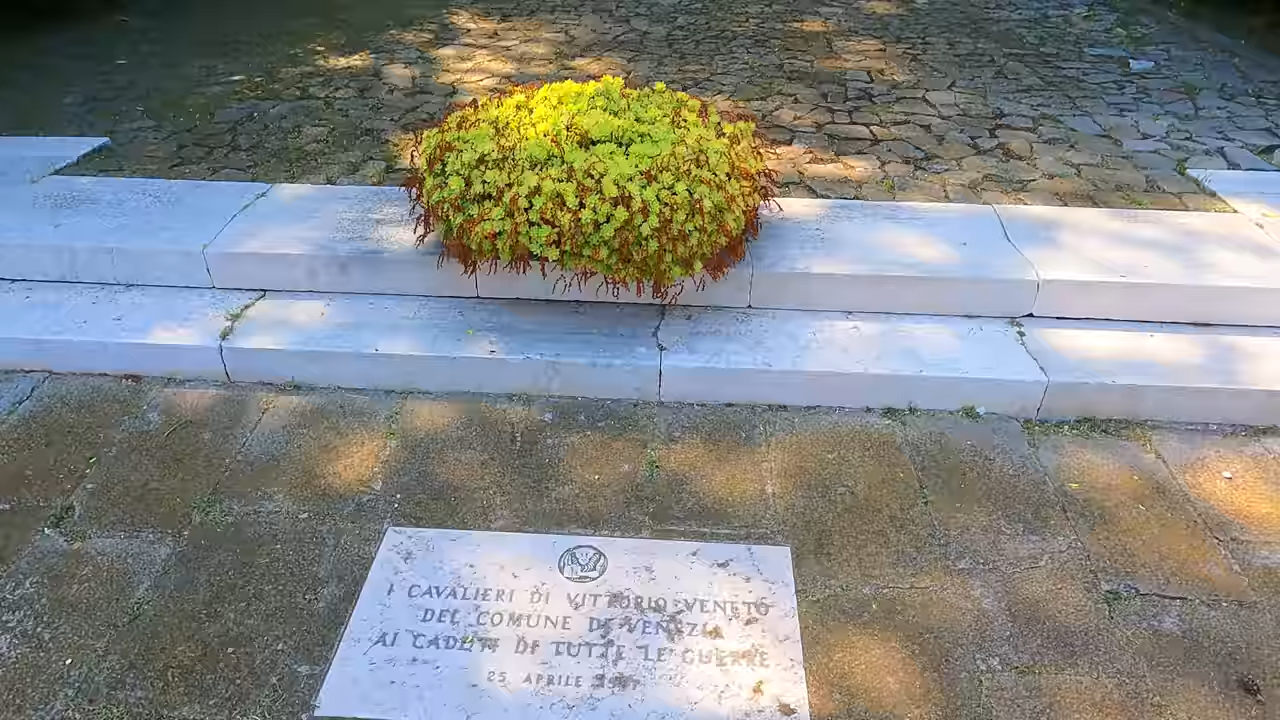 I CAVALIERI DI VITTORIO VENETO
DEL COMUNE DI VENEZIA
AI CADUTI DI TUTTE LE GUERRE
25 APRILE